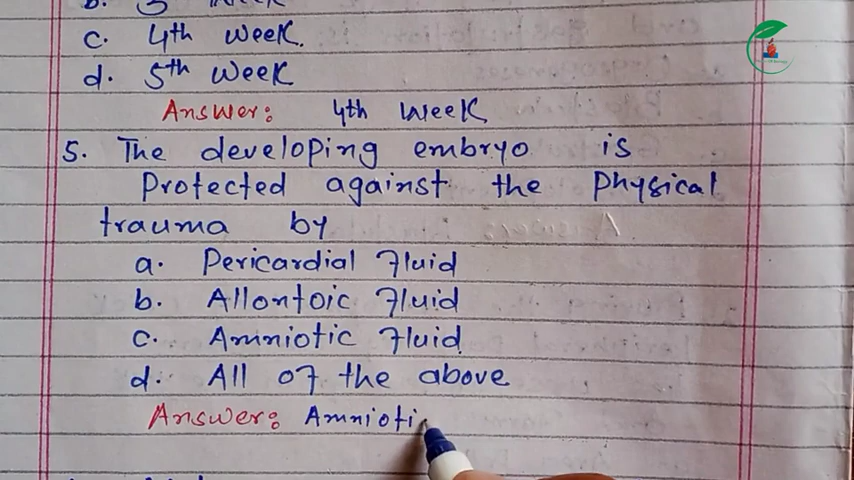 c. 4th week.
d. 5th week
Answer: 4th week
5. The developing embryo is
Protected against the Physical
trauma by
a. Pericardial Fluid
b. Allontoic Fluid
c. Amniotic Fluid.
d. All of the above
Answer: Amnioti